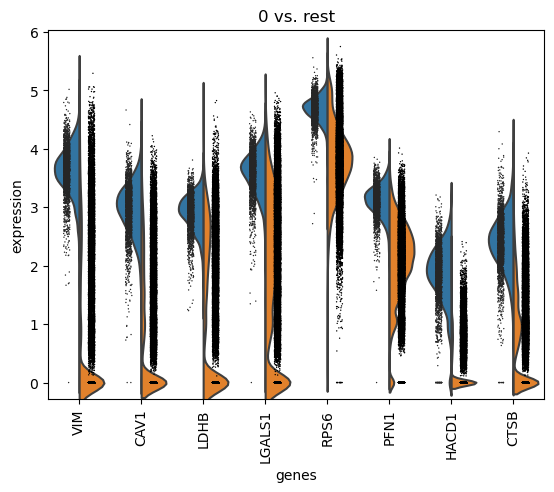 0 vs. rest
expression
6
5
4
3
2
1
0
VIM
CAV1
LDHB
LGALS1
RPS6
PFN1
HACD1
CTSB
genes